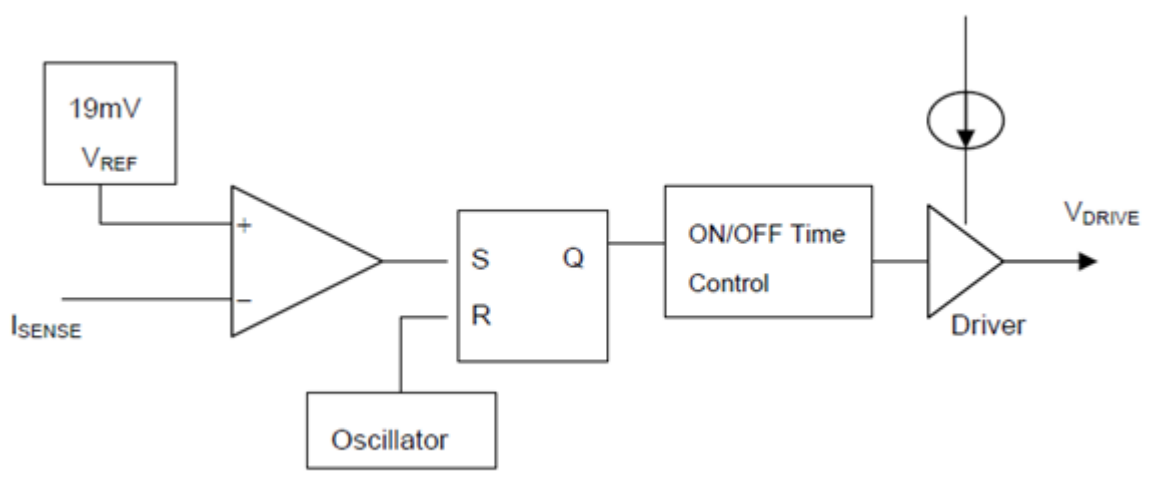 19mV
VREF
+
−
ISENSE
S Q
R
Oscillator
ON/OFF Time
Control
Driver
VDRIVE